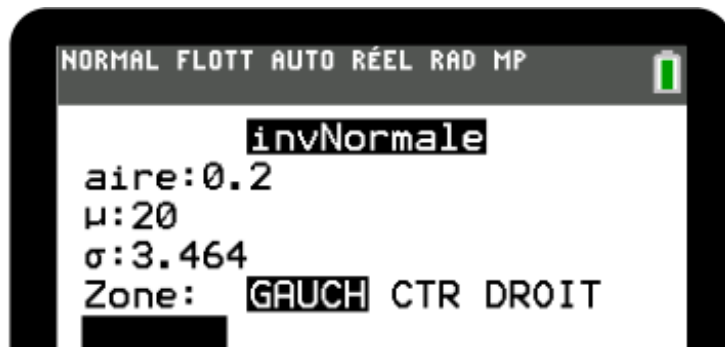 NORMAL FLOTT AUTO RÉEL RAD MP
invNormale
aire:0.2
μ:20
σ:3.464
Zone: GAUCH CTR DROIT